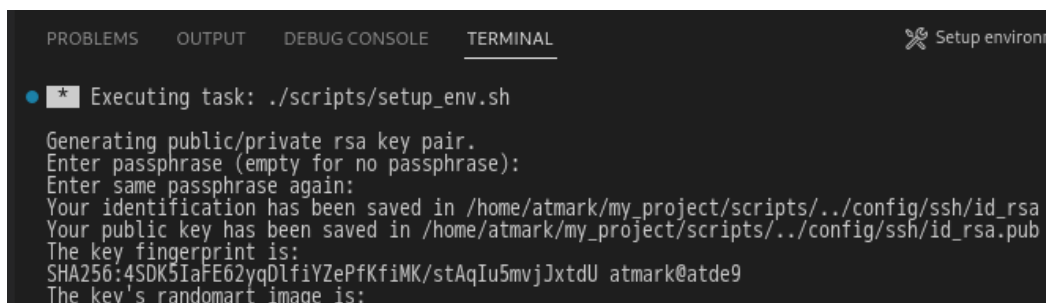 PROBLEMS OUTPUT DEBUG CONSOLE TERMINAL Setup environm
* Executing task: ./scripts/setup_env.sh
Generating public/private rsa key pair.
Enter passphrase (empty for no passphrase):
Enter same passphrase again:
Your identification has been saved in /home/atmark/my_project/scripts/../config/ssh/id_rsa
Your public key has been saved in /home/atmark/my_project/scripts/../config/ssh/id_rsa.pub
The key fingerprint is:
SHA256:4SDK5IaFE62yqDlfiYZePfKfiMK/stAqIu5mvjJxtdU atmark@atde9
The key's randomart image is: